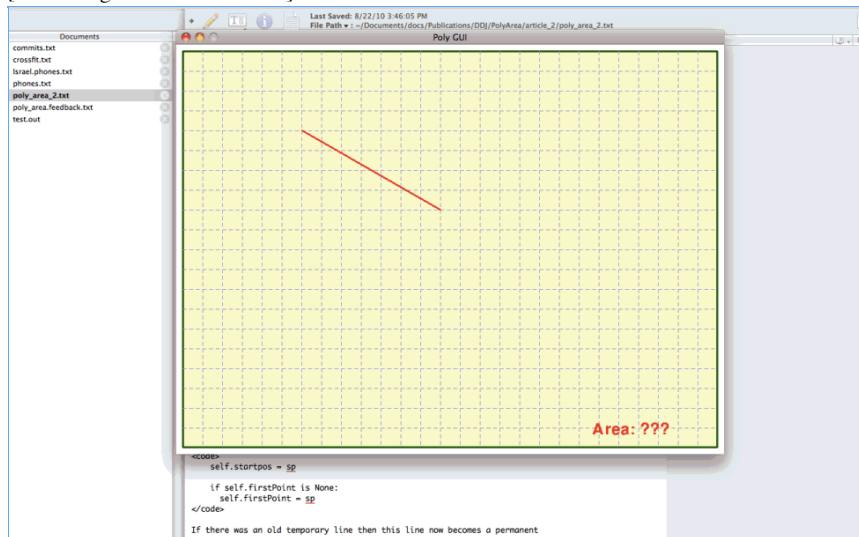 Last Saved: 8/22/10 3:46:05 PM
File Path ▾ : ~/Documents/docs/Publications/DDJ/PolyArea/article_2/poly_area_2.txt
Documents
Poly GUI
commits.txt
crossfit.txt
Israel.phones.txt
phones.txt
poly_area_2.txt
poly_area.feedback.txt
test.out
Area: ???
<code>
self.startpos = sp
if self.firstPoint is None:
self.firstPoint = sp
</code>
If there was an old temporary line then this line now becomes a permanent